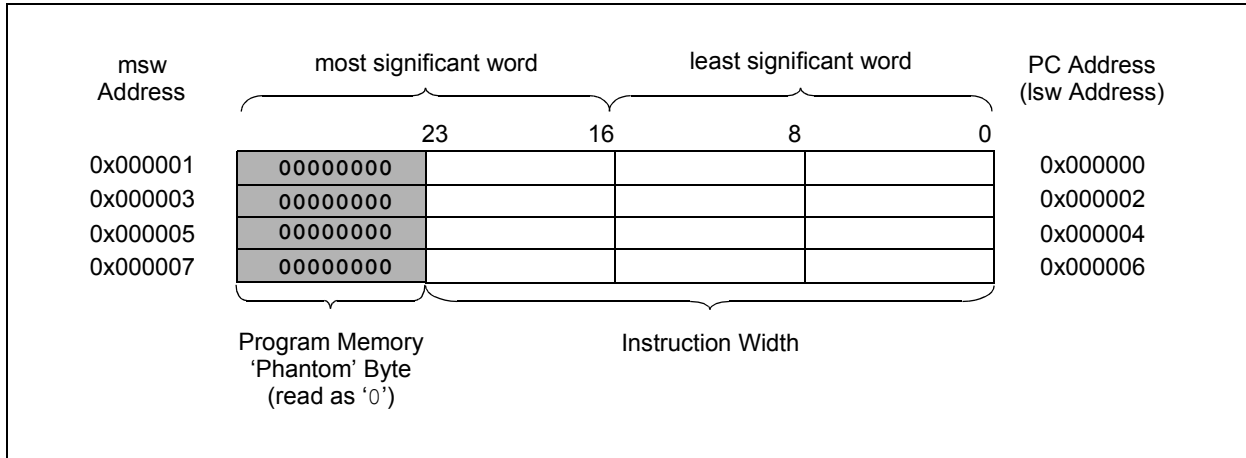 msw
Address
most significant word
least significant word
PC Address
(lsw Address)
23 16 8 0
0x000001 00000000 0x000000
0x000003 00000000 0x000002
0x000005 00000000 0x000004
0x000007 00000000 0x000006
Program Memory
‘Phantom’ Byte
(read as ‘0’)
Instruction Width